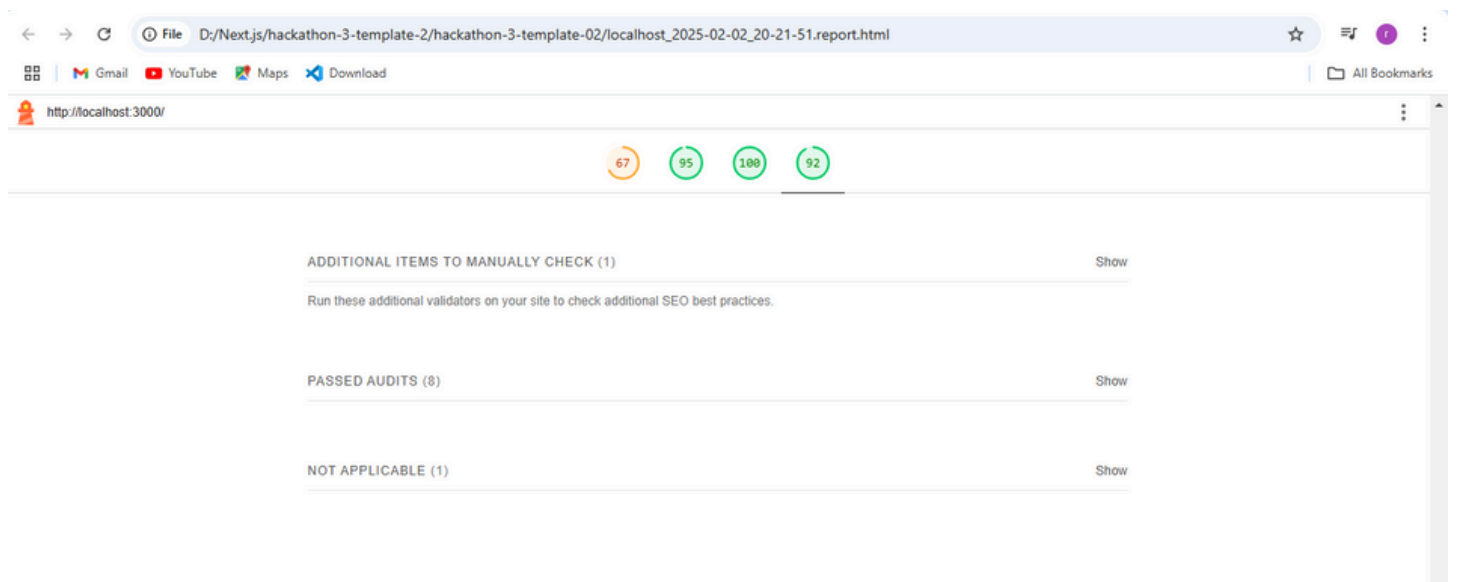 File D:/Next.js/hackathon-3-template-2/hackathon-3-template-02/localhost_2025-02-02_20-21-51.report.html
r
Gmail YouTube Maps Download All Bookmarks
http://localhost:3000/
67 95 100 92
ADDITIONAL ITEMS TO MANUALLY CHECK (1) Show
Run these additional validators on your site to check additional SEO best practices.
PASSED AUDITS (8) Show
NOT APPLICABLE (1) Show